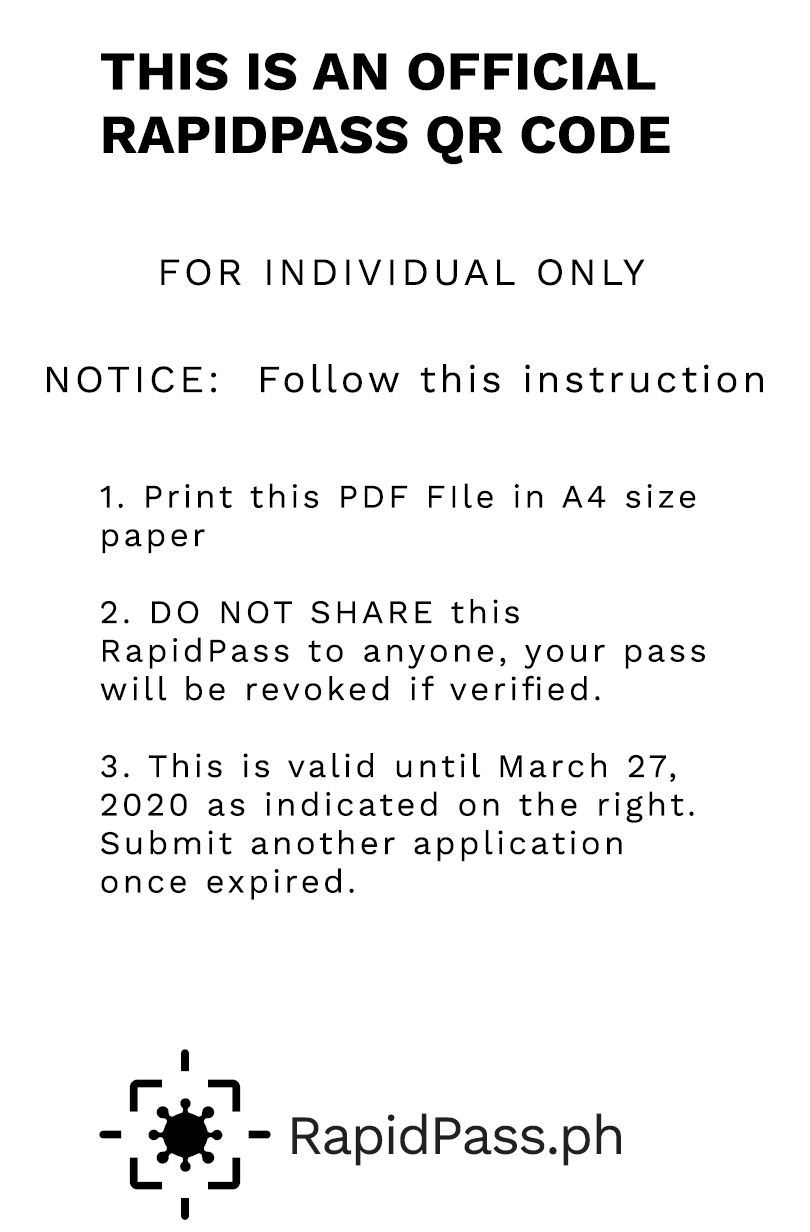 THIS IS AN OFFICIAL
RAPIDPASS QR CODE
FOR INDIVIDUAL ONLY
NOTICE: Follow this instruction
1. Print this PDF FIle in A4 size
paper
2. DO NOT SHARE this
RapidPass to anyone, your pass
will be revoked if verified.
3. This is valid until March 27,
2020 as indicated on the right.
Submit another application
once expired.
RapidPass.ph